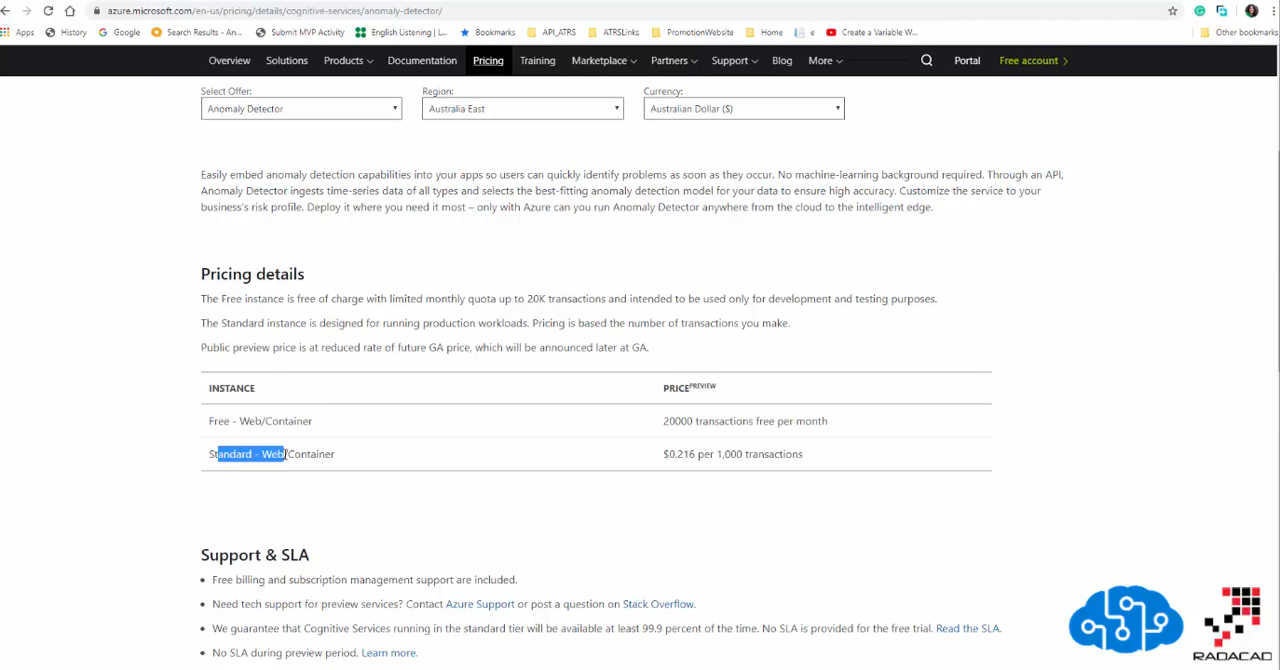 azure.microsoft.com/en-us/pricing/details/cognitive-services/anomaly-detector/
Apps History Google Search Results - An... Submit MVP Activity English Listening | L... Bookmarks API_ATRS ATRSLinks PromotionWebsite Home e Create a Variable W... Other bookmarks
Overview Solutions Products Documentation Pricing Training Marketplace Partners Support Blog More Portal Free account
Select Offer: Region: Currency:
Anomaly Detector Australia East Australian Dollar ($)
Easily embed anomaly detection capabilities into your apps so users can quickly identify problems as soon as they occur. No machine-learning background required. Through an API,
Anomaly Detector ingests time-series data of all types and selects the best-fitting anomaly detection model for your data to ensure high accuracy. Customize the service to your
business's risk profile. Deploy it where you need it most – only with Azure can you run Anomaly Detector anywhere from the cloud to the intelligent edge.
Pricing details
The Free instance is free of charge with limited monthly quota up to 20K transactions and intended to be used only for development and testing purposes.
The Standard instance is designed for running production workloads. Pricing is based the number of transactions you make.
Public preview price is at reduced rate of future GA price, which will be announced later at GA.
INSTANCE PRICE PREVIEW
Free - Web/Container 20000 transactions free per month
Standard - Web/Container $0.216 per 1,000 transactions
Support & SLA
Free billing and subscription management support are included.
Need tech support for preview services? Contact Azure Support or post a question on Stack Overflow.
We guarantee that Cognitive Services running in the standard tier will be available at least 99.9 percent of the time. No SLA is provided for the free trial. Read the SLA.
No SLA during preview period. Learn more.
RADACAD